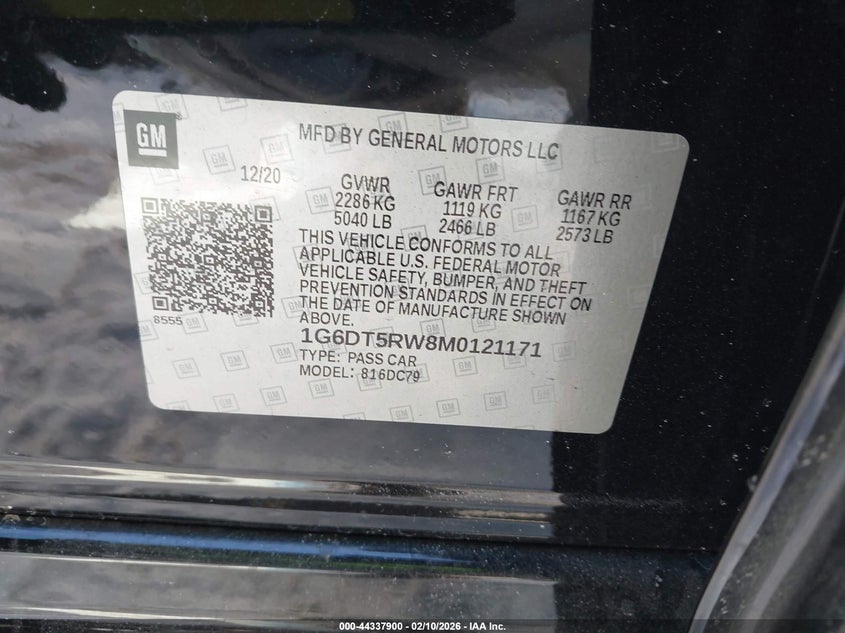 GM
MFD BY GENERAL MOTORS LLC
12/20
GVWR
2286 KG
5040 LB
GAWR FRT
1119 KG
2466 LB
GAWR RR
1167 KG
2573 LB
THIS VEHICLE CONFORMS TO ALL
APPLICABLE U.S. FEDERAL MOTOR
VEHICLE SAFETY, BUMPER, AND THEFT
PREVENTION STANDARDS IN EFFECT ON
THE DATE OF MANUFACTURE SHOWN
ABOVE.
8555
1G6DT5RW8M0121171
TYPE: PASS CAR
MODEL: 816DC79
000-44337900 - 02/10/2026 - IAA Inc.